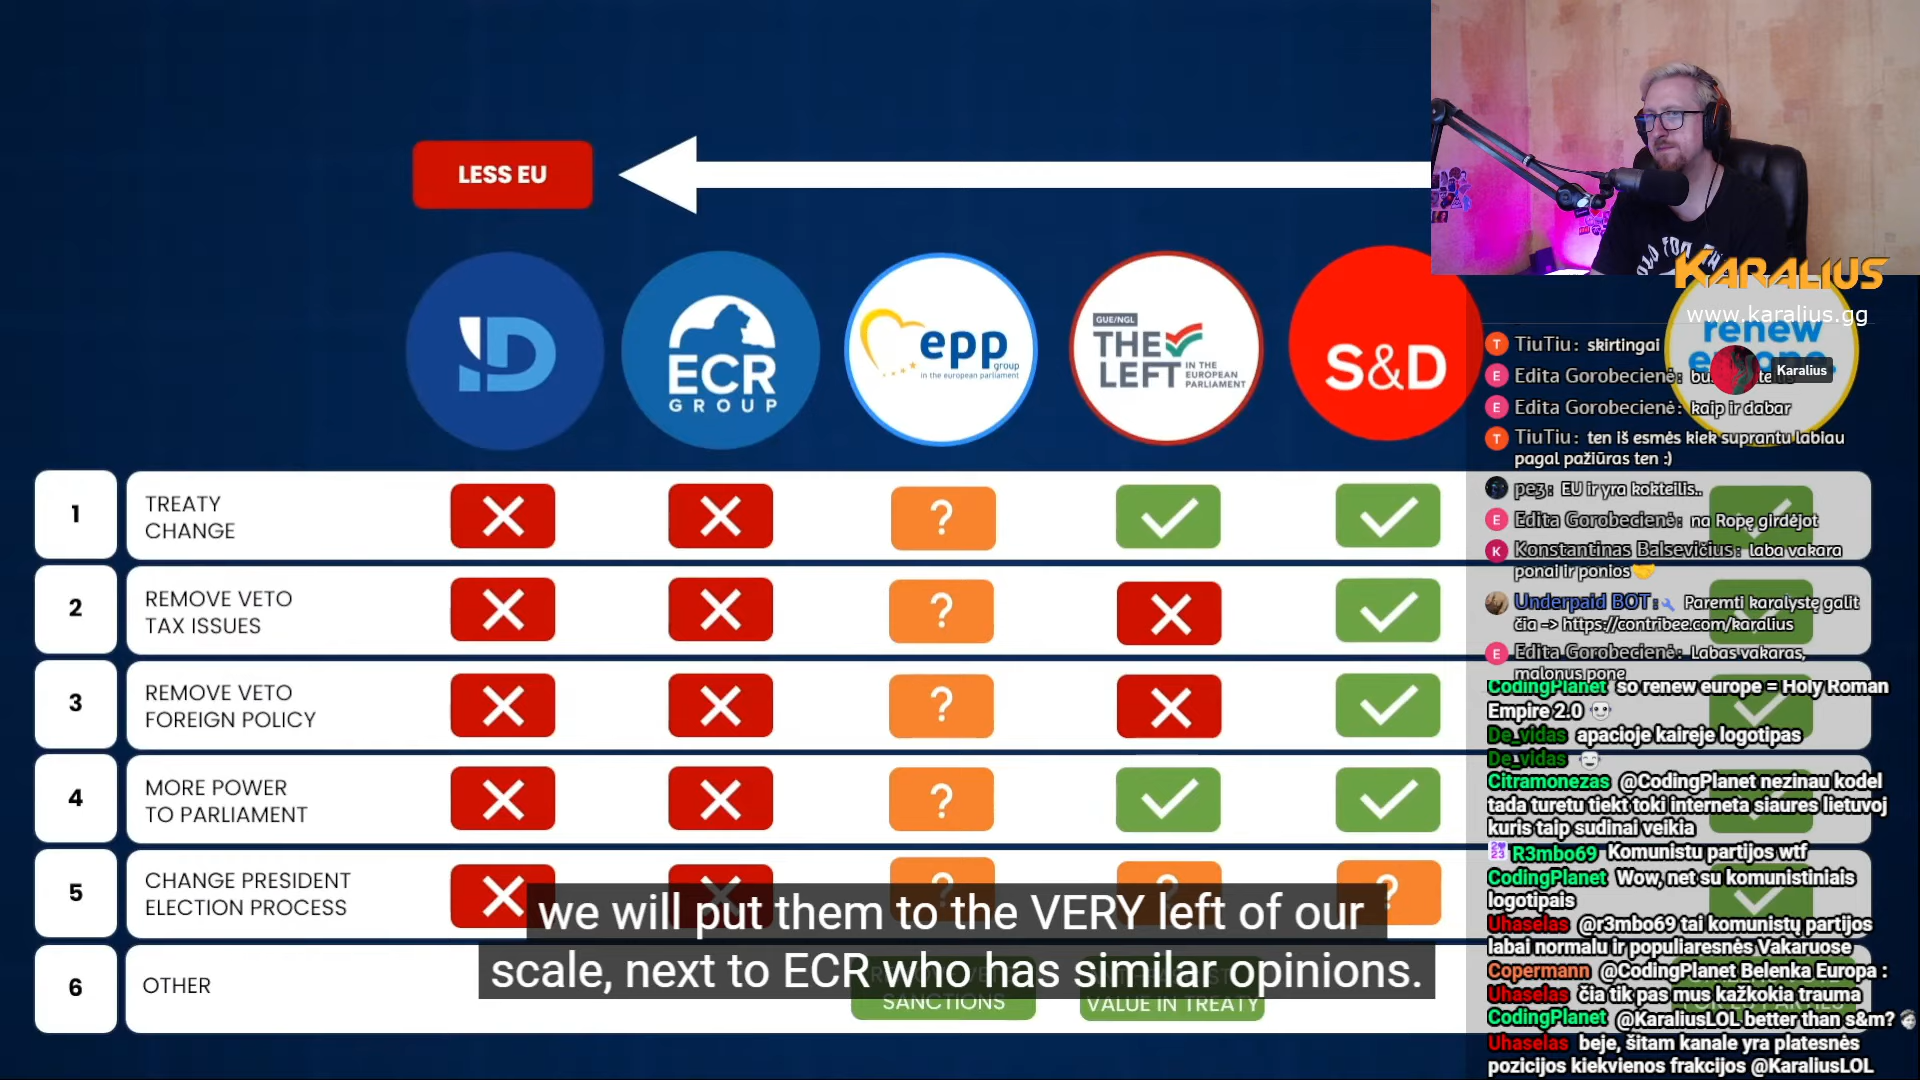 LESS EU
ID
ECR
GROUP
epp
group
in the european parliament
GUE/NGL
THE
LEFT
IN THE
EUROPEAN
PARLIAMENT
S&D
renew
KARALIUS
www.karalius.gg
Karalius
1
TREATY
CHANGE
2
REMOVE VETO
TAX ISSUES
3
REMOVE VETO
FOREIGN POLICY
4
MORE POWER
TO PARLIAMENT
5
CHANGE PRESIDENT
ELECTION PROCESS
6
OTHER
SANCTIONS
VALUE IN TREATY
we will put them to the VERY left of our
scale, next to ECR who has similar opinions.
TiuTiu: skirtingai
Edita Gorobecienė:
Edita Gorobecienė: kaip ir dabar
TiuTiu: ten iš esmės kiek suprantu labiau
pagal pažiūras ten :)
peʒ: EU ir yra kokteilis..
Edita Gorobecienė: na Ropę girdėjot
Konstantinas Balsevičius: laba vakara
ponai ir ponios🤝
Underpaid BOT: Paremti karalystę galit
čia -> https://contribee.com/karalius
Edita Gorobecienė: Labas vakaras,
malonus pone
CodingPlanet so renew europe = Holy Roman
Empire 2.0
De_vidas apacioje kaireje logotipas
De_vidas
Citramonezas @CodingPlanet nezinau kodel
tada turetu tiekt toki interneta siaures lietuvoj
kuris taip sudinai veikia
R3mbo69 Komunistu partijos wtf
CodingPlanet Wow, net su komunistiniais
logotipais
Uhaselas @r3mbo69 tai komunistų partijos
labai normalu ir populiaresnės Vakaruose
Copermann @CodingPlanet Belenka Europa :
Uhaselas čia tik pas mus kažkokia trauma
CodingPlanet @KaraliusLOL better than s&m?
Uhaselas beje, šitam kanale yra platesnės
pozicijos kiekvienos frakcijos @KaraliusLOL